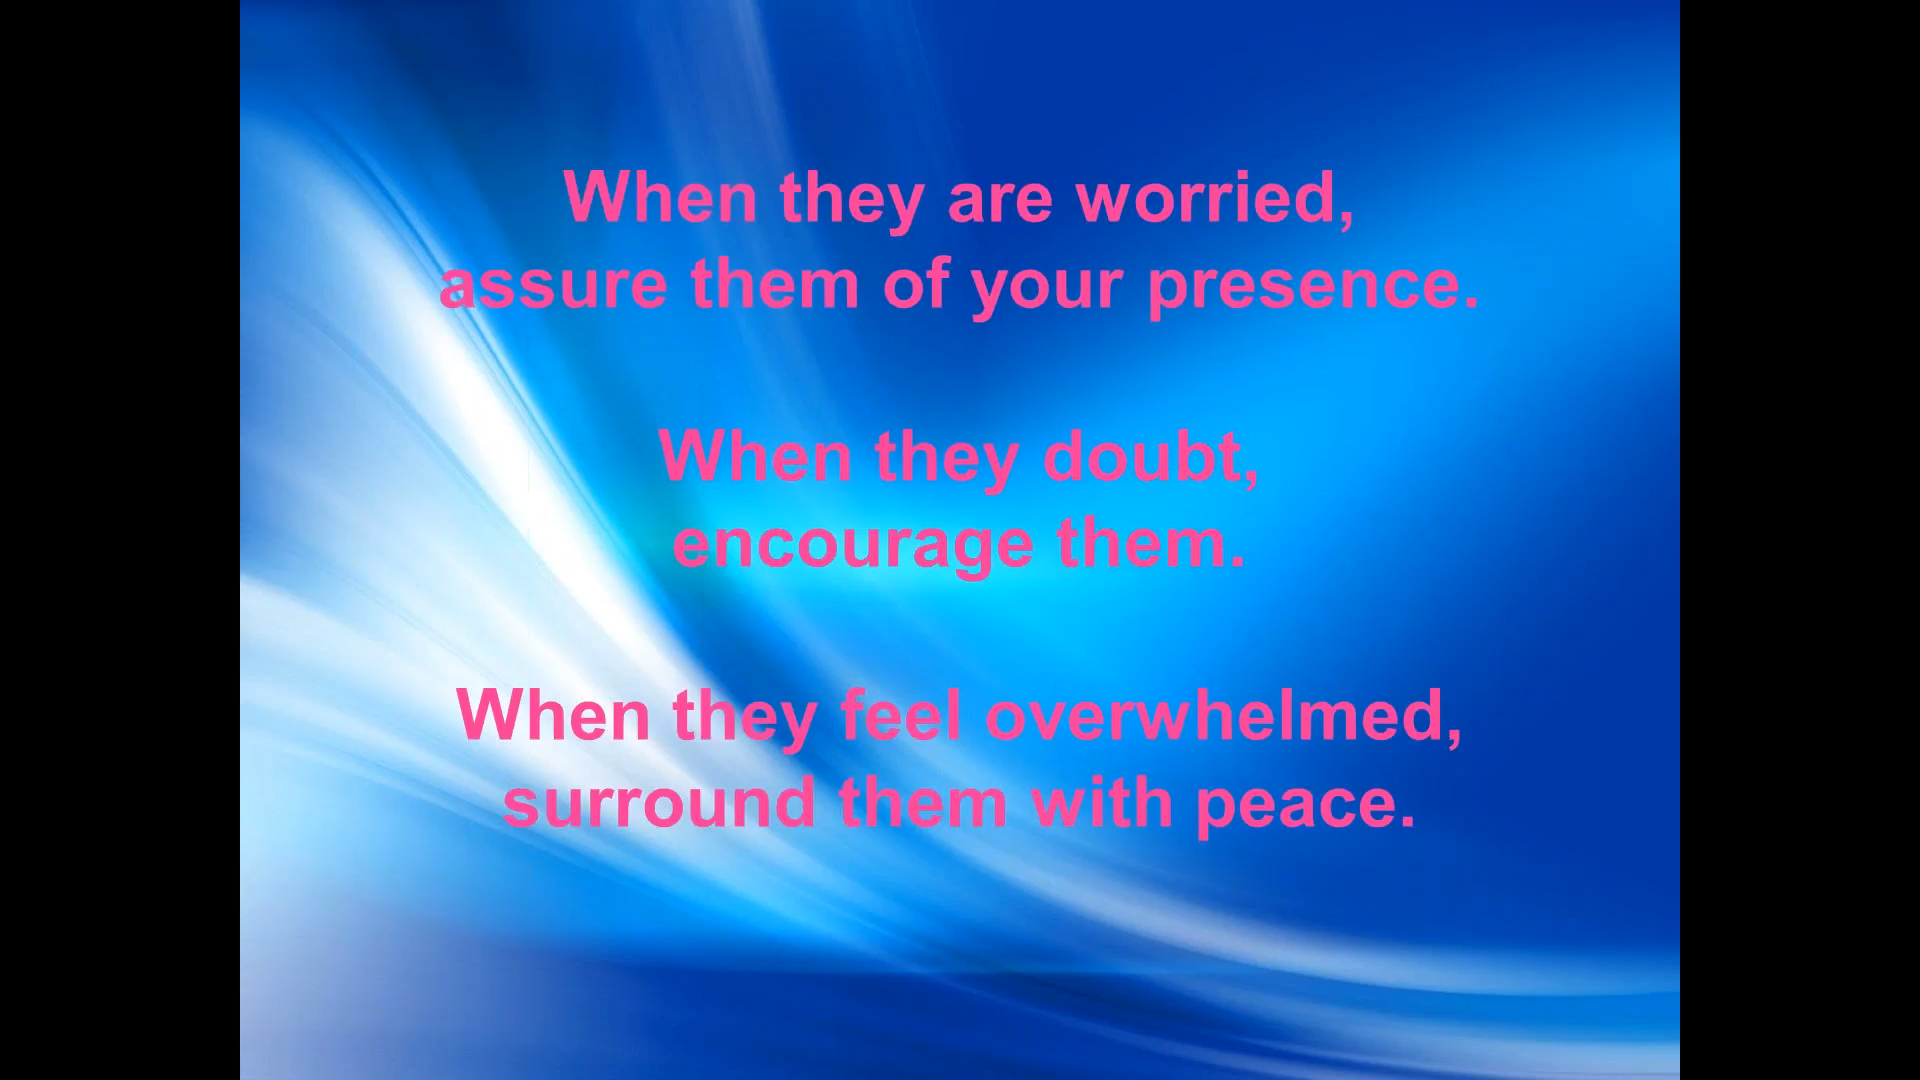 When they are worried,
assure them of your presence.
When they doubt,
encourage them.
When they feel overwhelmed,
surround them with peace.